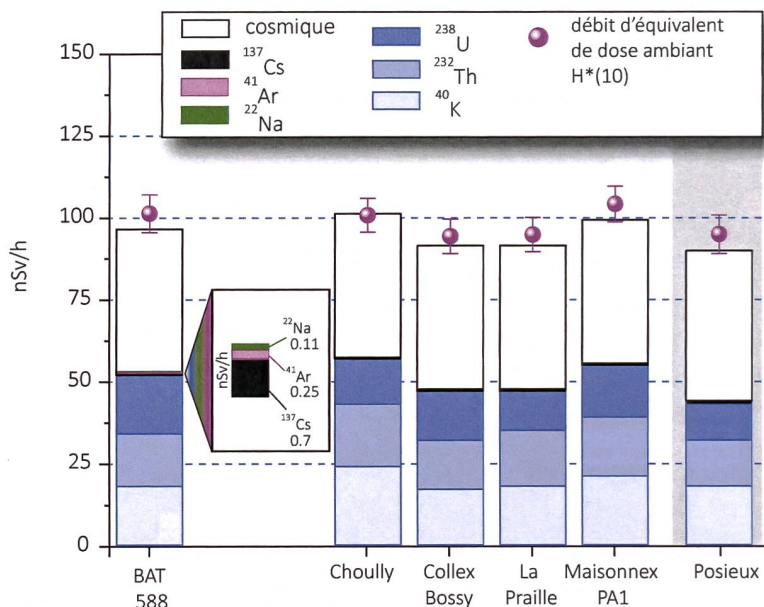 cosmique
¹³⁷Cs
⁴¹Ar
²²Na
²³⁸U
²³²Th
⁴⁰K
débit d'équivalent
de dose ambiant
H*(10)
nSv/h
150
125
100
75
50
25
0
nSv/h
²²Na
0.11
⁴¹Ar
0.25
¹³⁷Cs
0.7
BAT
588
Choully
Collex
Bossy
La
Praille
Maisonnex
PA1
Posieux